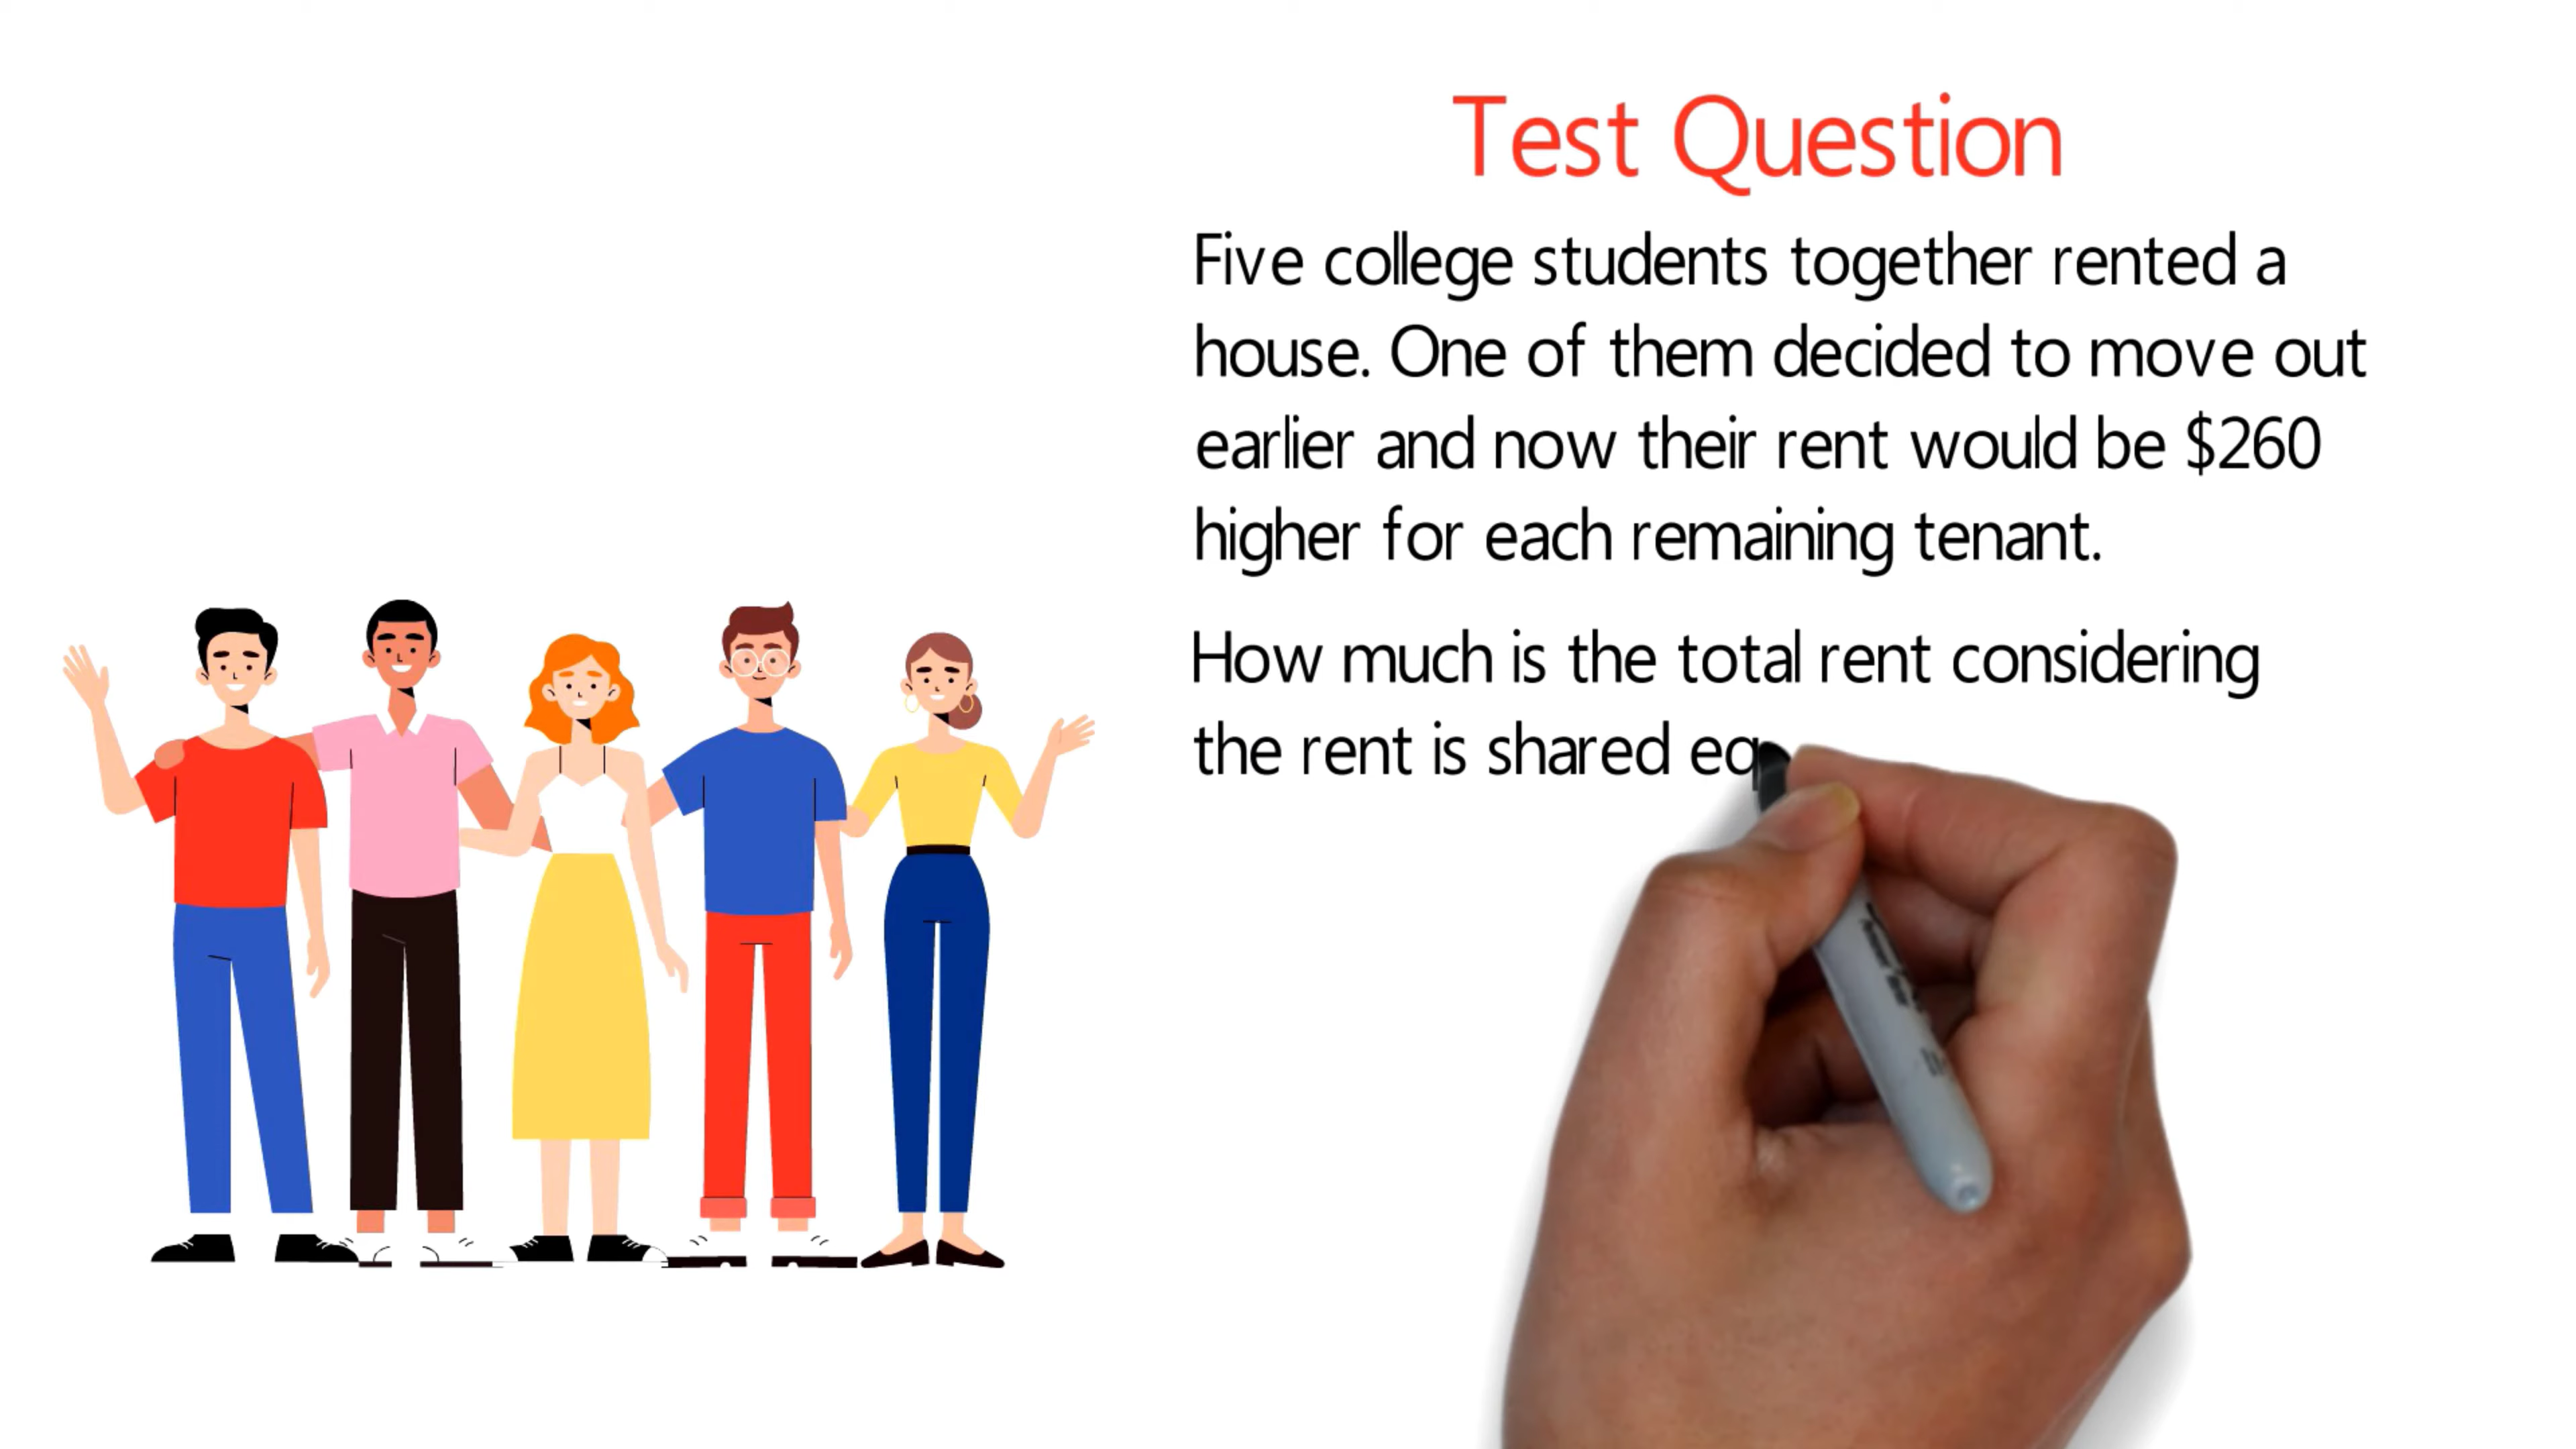 Test Question
Five college students together rented a
house. One of them decided to move out
earlier and now their rent would be $260
higher for each remaining tenant.
How much is the total rent considering
the rent is shared eq